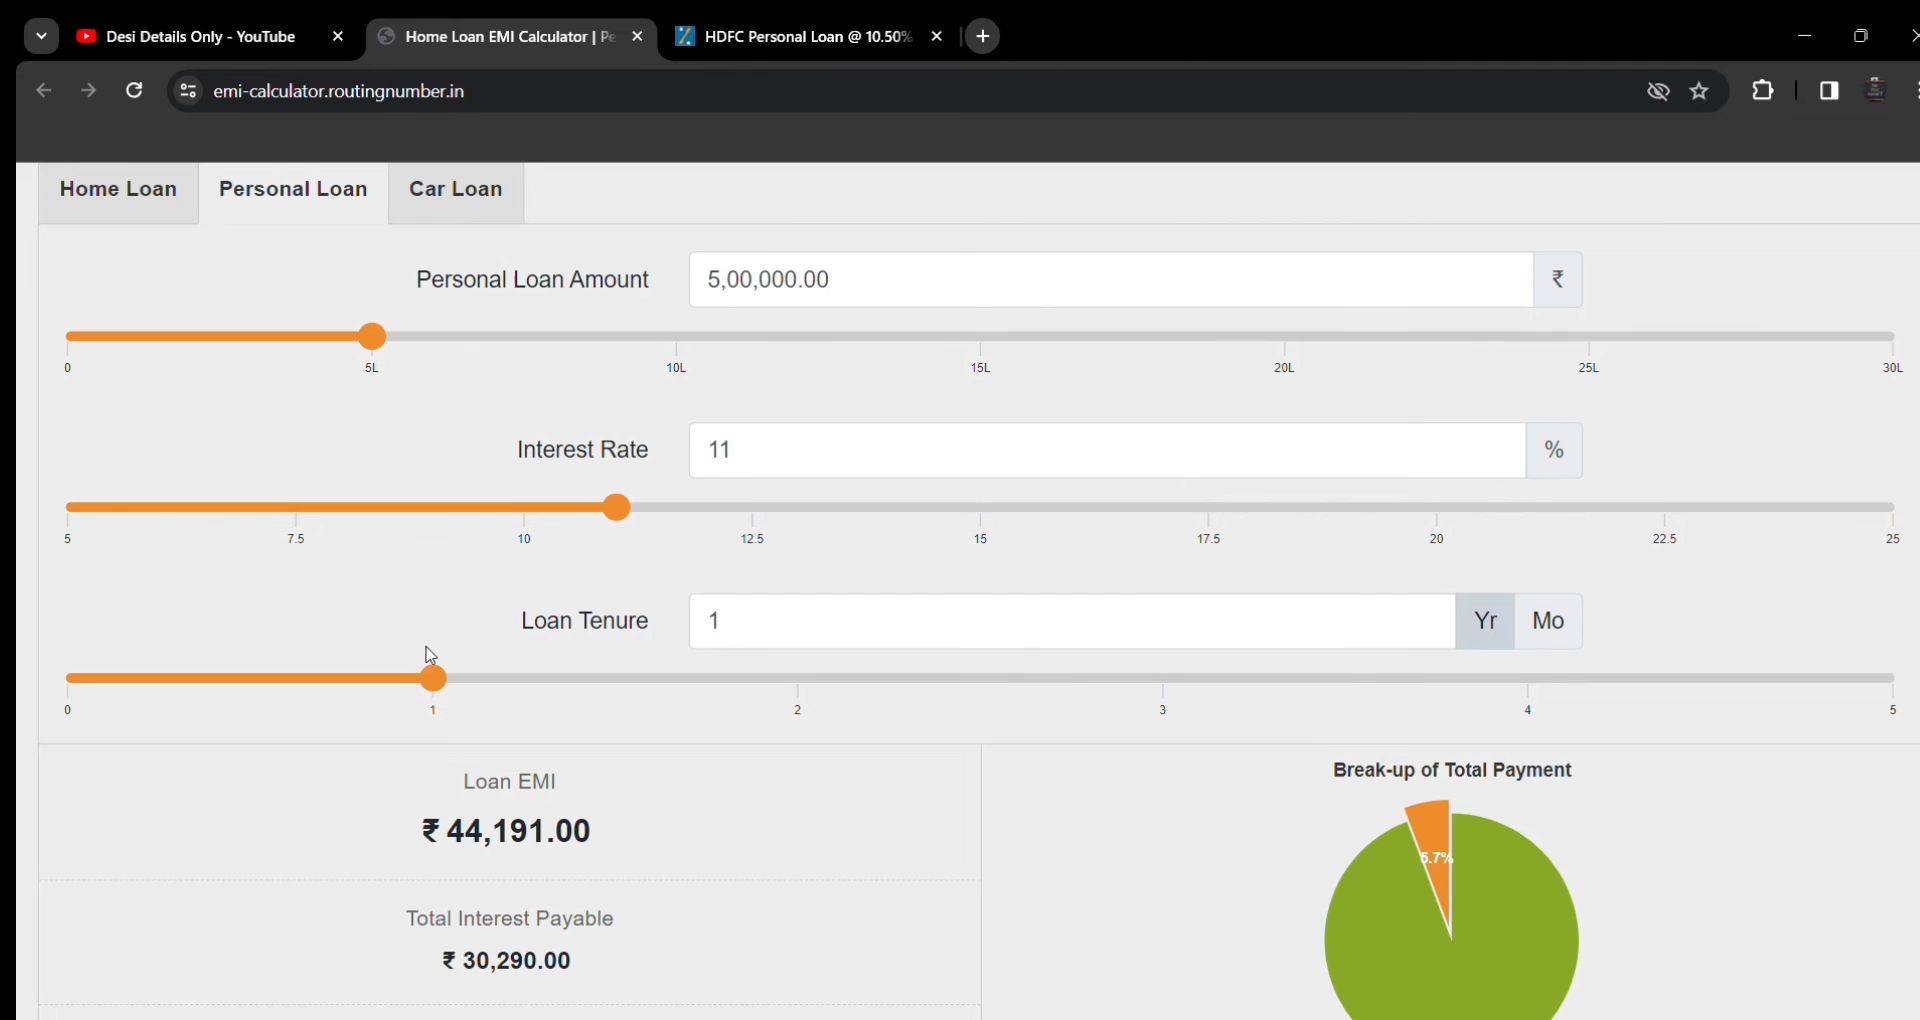 Desi Details Only - YouTube
Home Loan EMI Calculator | Pe
HDFC Personal Loan @ 10.50%
emi-calculator.routingnumber.in
Home Loan
Personal Loan
Car Loan
Personal Loan Amount 5,00,000.00 ₹
0 5L 10L 15L 20L 25L 30L
Interest Rate 11 %
5 7.5 10 12.5 15 17.5 20 22.5 25
Loan Tenure 1 Yr Mo
0 1 2 3 4 5
Loan EMI
₹ 44,191.00
Total Interest Payable
₹ 30,290.00
Break-up of Total Payment
5.7%